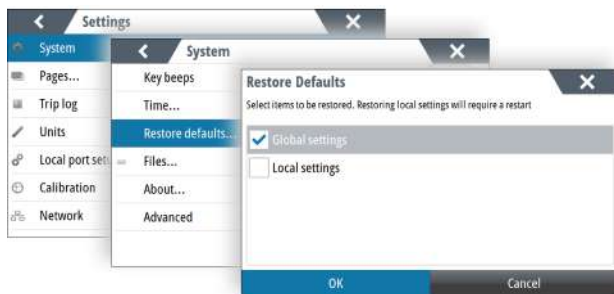 Settings
System
Pages...
Trip log
Units
Local port
Calibration
Network
System
Key beeps
Time...
Restore defaults...
Files...
About...
Advanced
Restore Defaults
Select items to be restored. Restoring local settings will require a restart
Global settings
Local settings
OK
Cancel